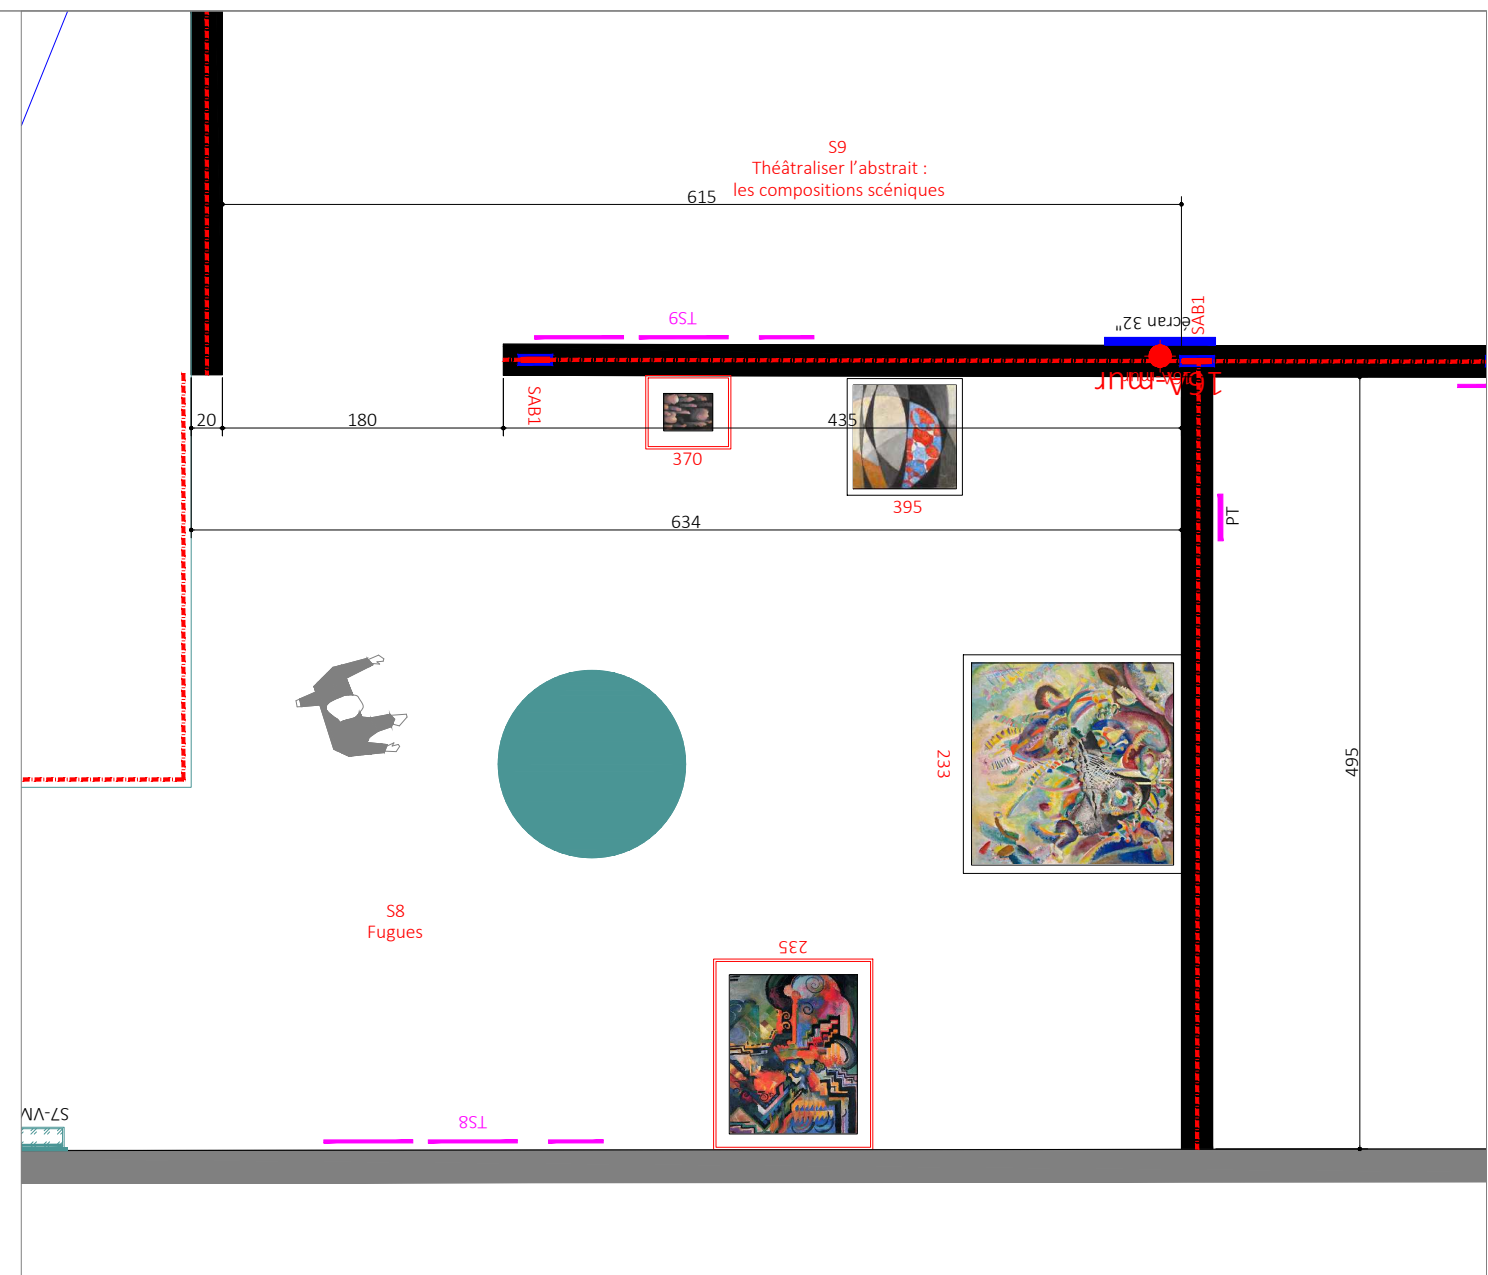 S9
Théâtraliser l’abstrait :
les compositions scéniques
615
TS9
écran 32"
SAB1
SAB1
20
180
435
370
395
634
PT
233
495
S8
Fugues
235
TS8
S7-VM